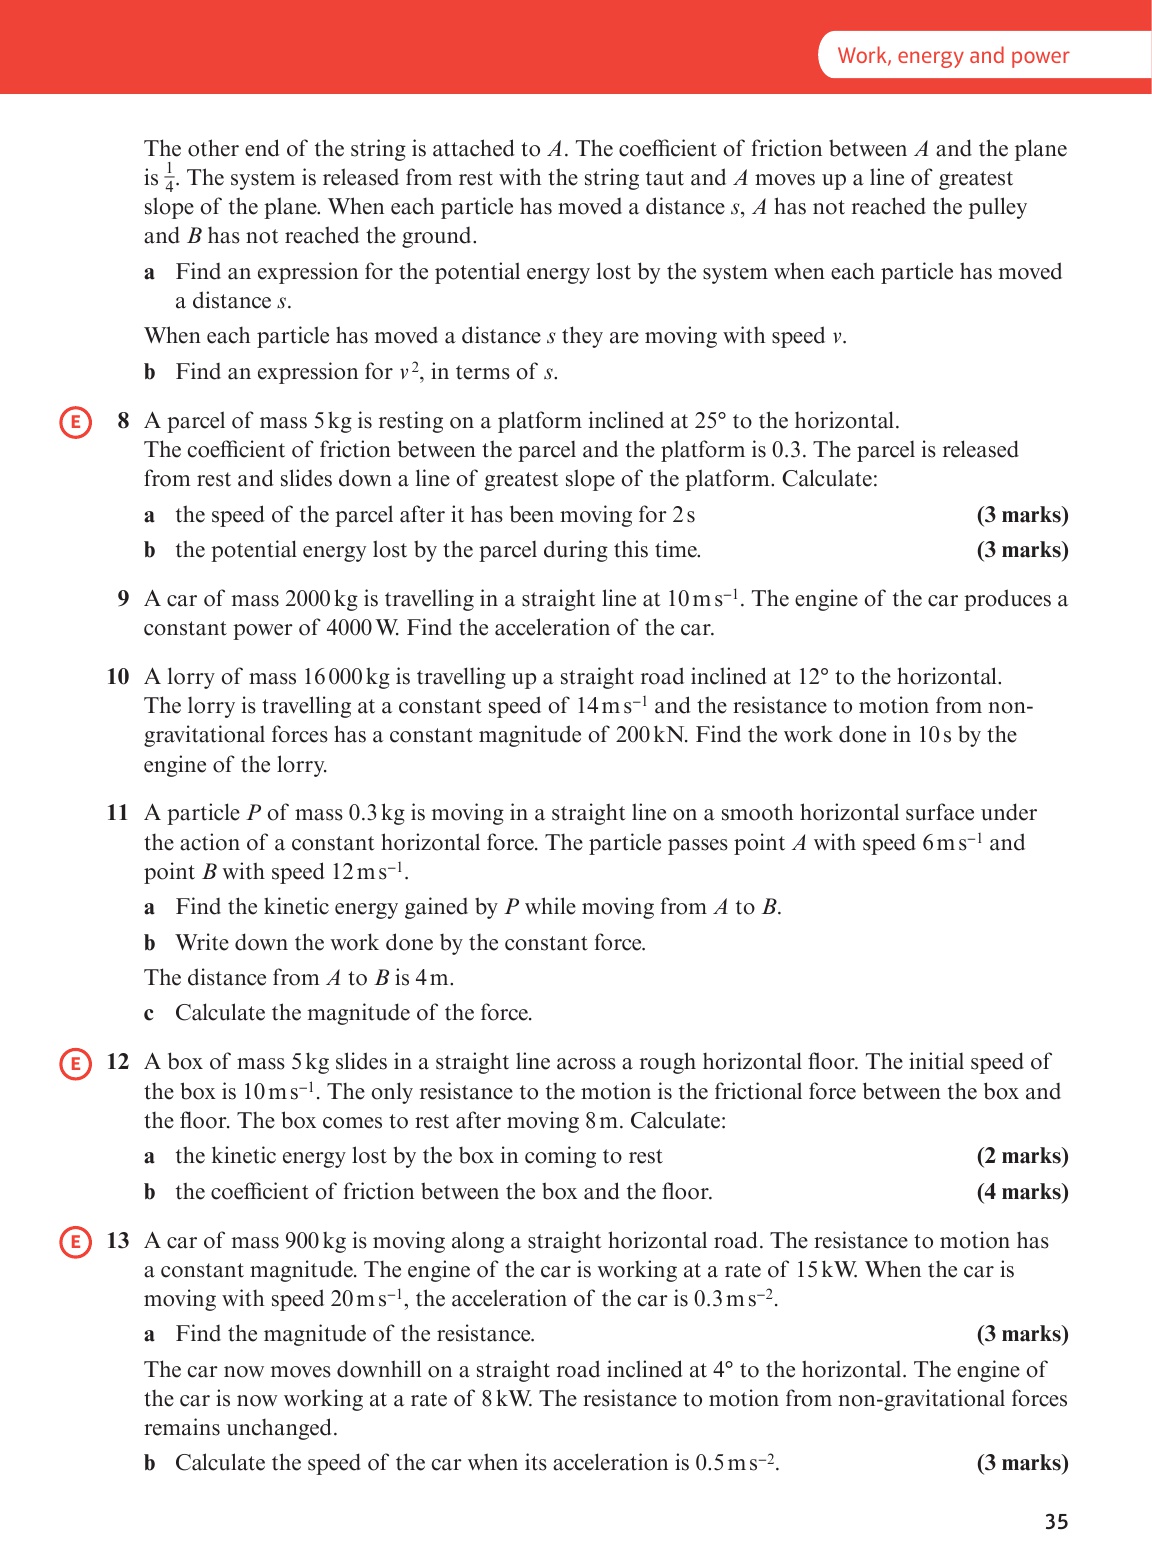 Work, energy and power
The other end of the string is attached to A. The coefficient of friction between A and the plane
is 1/4. The system is released from rest with the string taut and A moves up a line of greatest
slope of the plane. When each particle has moved a distance s, A has not reached the pulley
and B has not reached the ground.
a Find an expression for the potential energy lost by the system when each particle has moved
a distance s.
When each particle has moved a distance s they are moving with speed v.
b Find an expression for v², in terms of s.
E 8 A parcel of mass 5 kg is resting on a platform inclined at 25° to the horizontal.
The coefficient of friction between the parcel and the platform is 0.3. The parcel is released
from rest and slides down a line of greatest slope of the platform. Calculate:
a the speed of the parcel after it has been moving for 2 s (3 marks)
b the potential energy lost by the parcel during this time. (3 marks)
9 A car of mass 2000 kg is travelling in a straight line at 10 m s⁻¹. The engine of the car produces a
constant power of 4000 W. Find the acceleration of the car.
10 A lorry of mass 16 000 kg is travelling up a straight road inclined at 12° to the horizontal.
The lorry is travelling at a constant speed of 14 m s⁻¹ and the resistance to motion from non-
gravitational forces has a constant magnitude of 200 kN. Find the work done in 10 s by the
engine of the lorry.
11 A particle P of mass 0.3 kg is moving in a straight line on a smooth horizontal surface under
the action of a constant horizontal force. The particle passes point A with speed 6 m s⁻¹ and
point B with speed 12 m s⁻¹.
a Find the kinetic energy gained by P while moving from A to B.
b Write down the work done by the constant force.
The distance from A to B is 4 m.
c Calculate the magnitude of the force.
E 12 A box of mass 5 kg slides in a straight line across a rough horizontal floor. The initial speed of
the box is 10 m s⁻¹. The only resistance to the motion is the frictional force between the box and
the floor. The box comes to rest after moving 8 m. Calculate:
a the kinetic energy lost by the box in coming to rest (2 marks)
b the coefficient of friction between the box and the floor. (4 marks)
E 13 A car of mass 900 kg is moving along a straight horizontal road. The resistance to motion has
a constant magnitude. The engine of the car is working at a rate of 15 kW. When the car is
moving with speed 20 m s⁻¹, the acceleration of the car is 0.3 m s⁻².
a Find the magnitude of the resistance. (3 marks)
The car now moves downhill on a straight road inclined at 4° to the horizontal. The engine of
the car is now working at a rate of 8 kW. The resistance to motion from non-gravitational forces
remains unchanged.
b Calculate the speed of the car when its acceleration is 0.5 m s⁻². (3 marks)
35